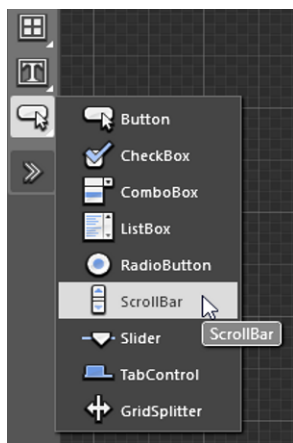 T
Button
CheckBox
ComboBox
ListBox
RadioButton
ScrollBar
ScrollBar
Slider
TabControl
GridSplitter